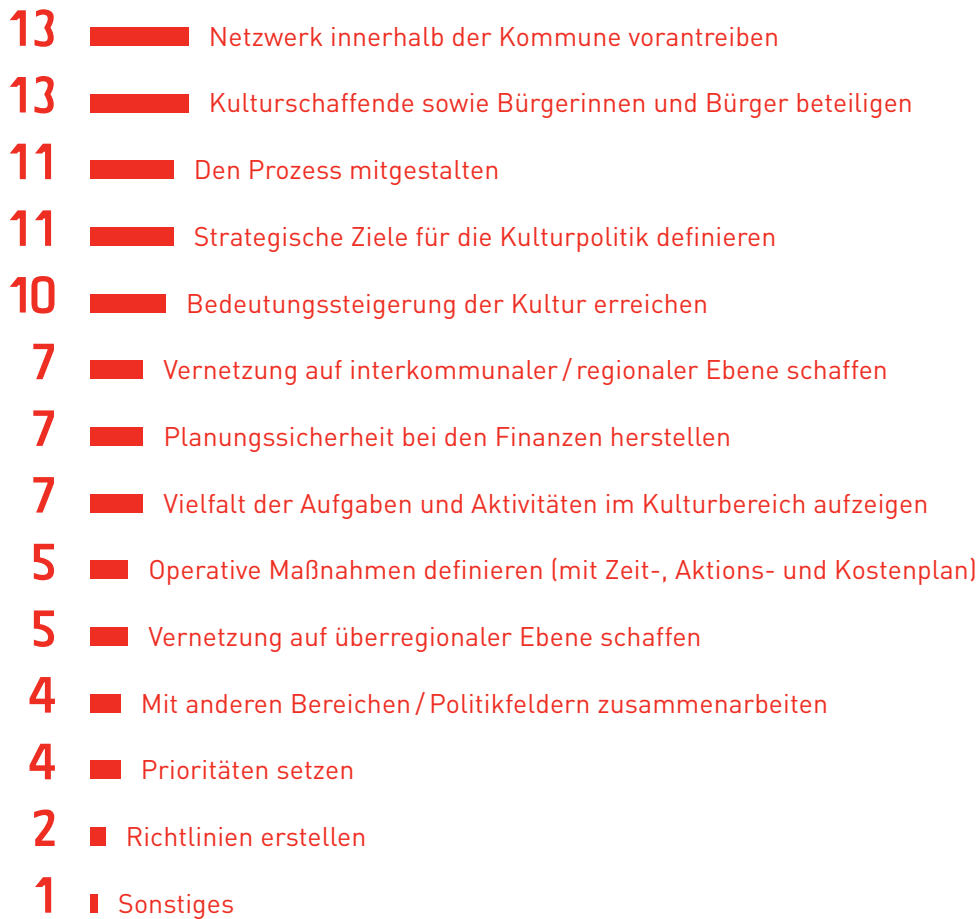 13 Netzwerk innerhalb der Kommune vorantreiben
13 Kulturschaffende sowie Bürgerinnen und Bürger beteiligen
11 Den Prozess mitgestalten
11 Strategische Ziele für die Kulturpolitik definieren
10 Bedeutungssteigerung der Kultur erreichen
7 Vernetzung auf interkommunaler / regionaler Ebene schaffen
7 Planungssicherheit bei den Finanzen herstellen
7 Vielfalt der Aufgaben und Aktivitäten im Kulturbereich aufzeigen
5 Operative Maßnahmen definieren (mit Zeit-, Aktions- und Kostenplan)
5 Vernetzung auf überregionaler Ebene schaffen
4 Mit anderen Bereichen / Politikfeldern zusammenarbeiten
4 Prioritäten setzen
2 Richtlinien erstellen
1 Sonstiges